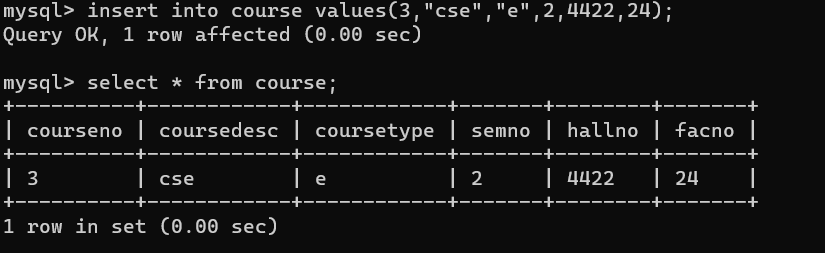 mysql> insert into course values(3,"cse","e",2,4422,24);
Query OK, 1 row affected (0.00 sec)
mysql> select * from course;
+----------+------------+------------+-------+--------+-------+
| courseno | coursedesc | coursetype | semno | hallno | facno |
+----------+------------+------------+-------+--------+-------+
| 3        | cse        | e          | 2     | 4422   | 24    |
+----------+------------+------------+-------+--------+-------+
1 row in set (0.00 sec)